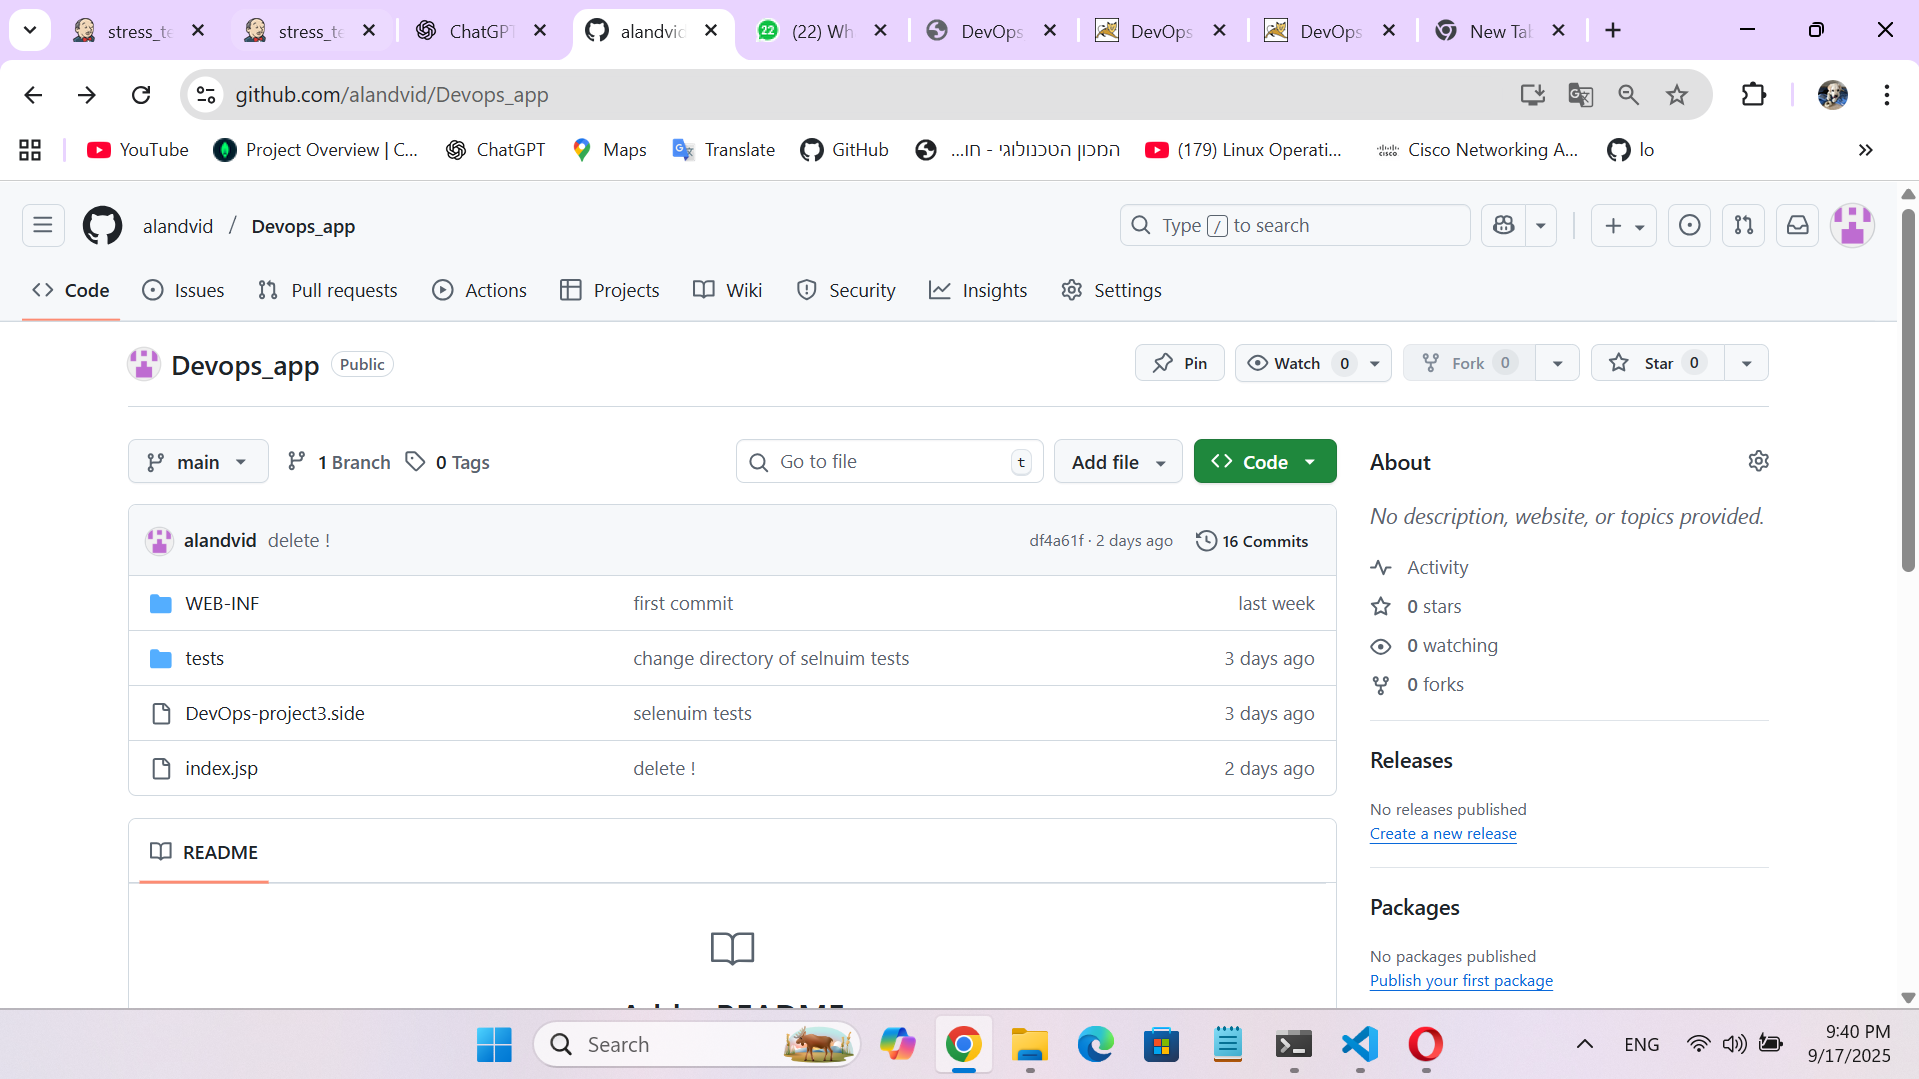 stress_te
stress_te
ChatGPT
alandvid
(22) Wh
DevOps
DevOps
DevOps
New Tab
github.com/alandvid/Devops_app
YouTube
Project Overview | C...
ChatGPT
Maps
Translate
GitHub
המכון הטכנולוגי - חו...
(179) Linux Operati...
Cisco Networking A...
lo
alandvid / Devops_app
Type / to search
Code
Issues
Pull requests
Actions
Projects
Wiki
Security
Insights
Settings
Devops_app
Public
Pin
Watch 0
Fork 0
Star 0
main
1 Branch
0 Tags
Go to file
t
Add file
Code
alandvid delete !
df4a61f · 2 days ago
16 Commits
WEB-INF first commit last week
tests change directory of selnuim tests 3 days ago
DevOps-project3.side selenuim tests 3 days ago
index.jsp delete ! 2 days ago
README
About
No description, website, or topics provided.
Activity
0 stars
0 watching
0 forks
Releases
No releases published
Create a new release
Packages
No packages published
Publish your first package
Search
ENG
9:40 PM
9/17/2025